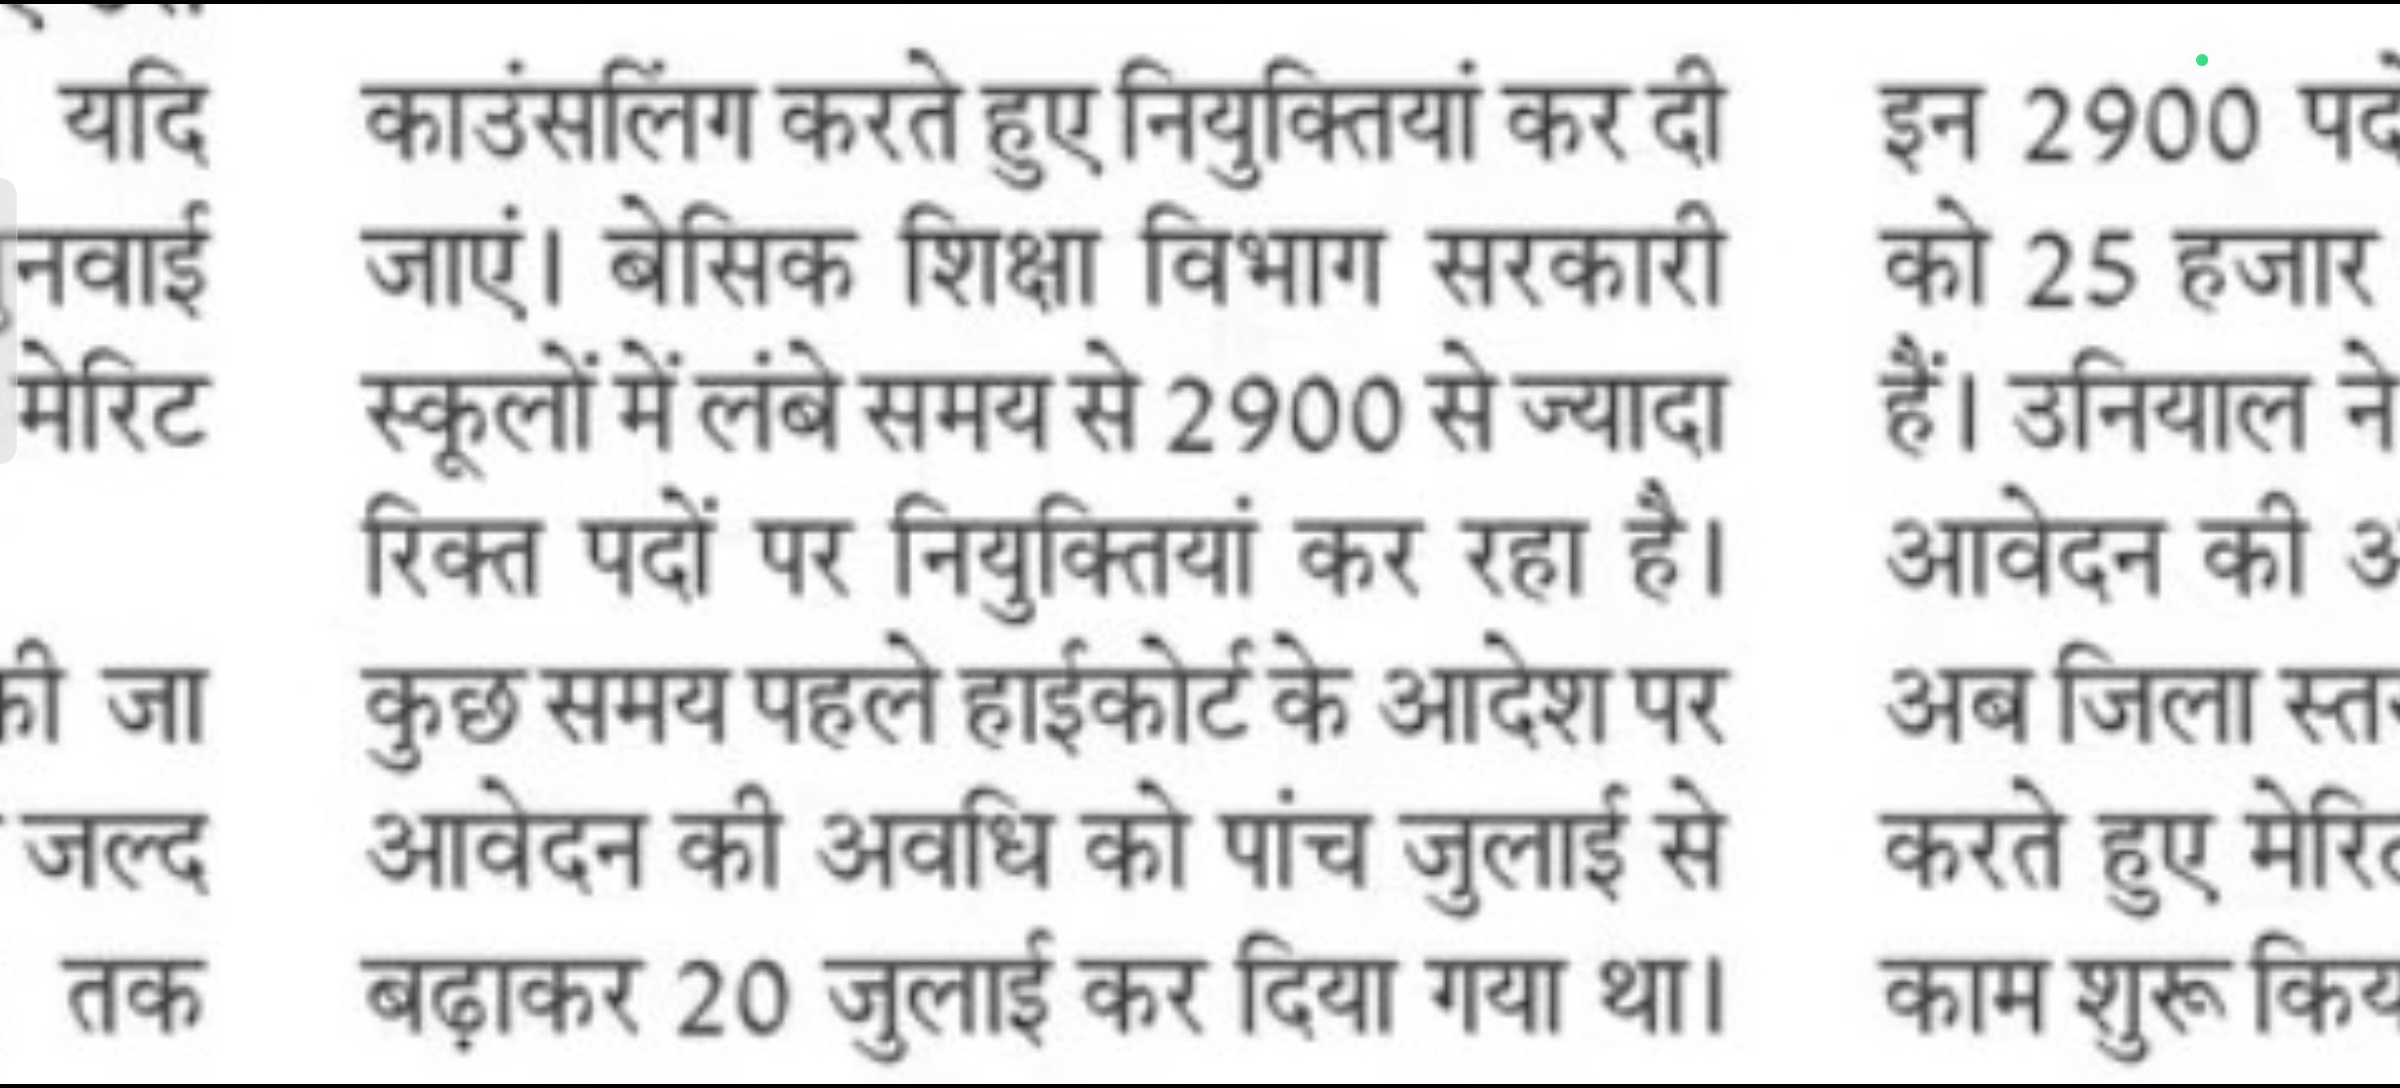 यदि
नवाई
मेरिट
की जा
जल्द
तक
काउंसलिंग करते हुए नियुक्तियां कर दी
जाएं। बेसिक शिक्षा विभाग सरकारी
स्कूलों में लंबे समय से 2900 से ज्यादा
रिक्त पदों पर नियुक्तियां कर रहा है।
कुछ समय पहले हाईकोर्ट के आदेश पर
आवेदन की अवधि को पांच जुलाई से
बढ़ाकर 20 जुलाई कर दिया गया था।
इन 2900
को 25 हजार
हैं। उनियाल ने
आवेदन की
अब जिला
करते हुए
काम शुरू